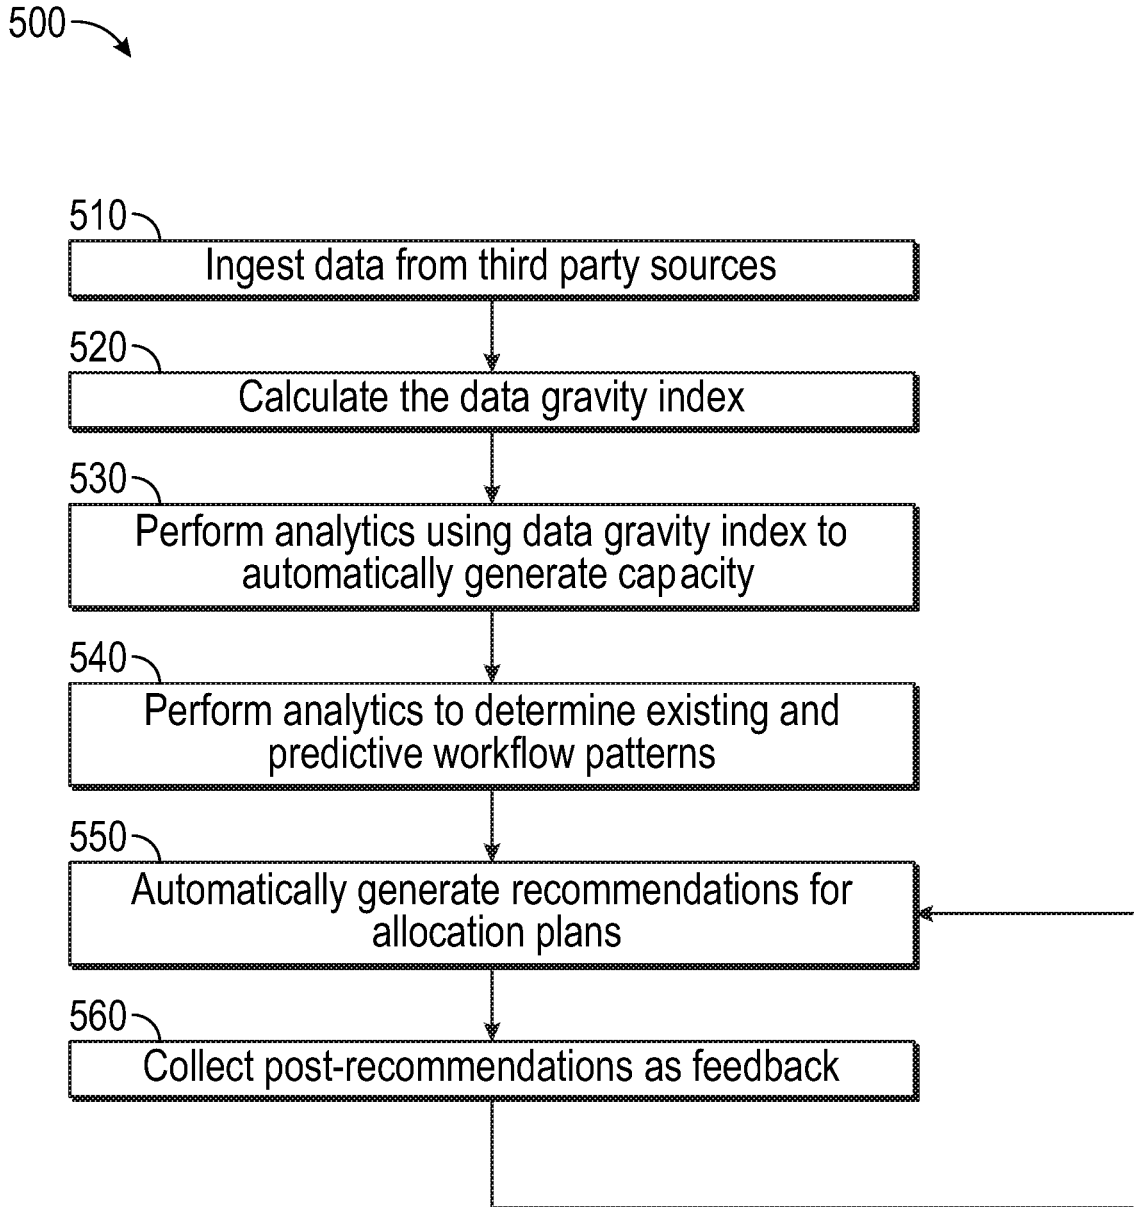 500
510
Ingest data from third party sources
520
Calculate the data gravity index
530
Perform analytics using data gravity index to
automatically generate capacity
540
Perform analytics to determine existing and
predictive workflow patterns
550
Automatically generate recommendations for
allocation plans
560
Collect post-recommendations as feedback